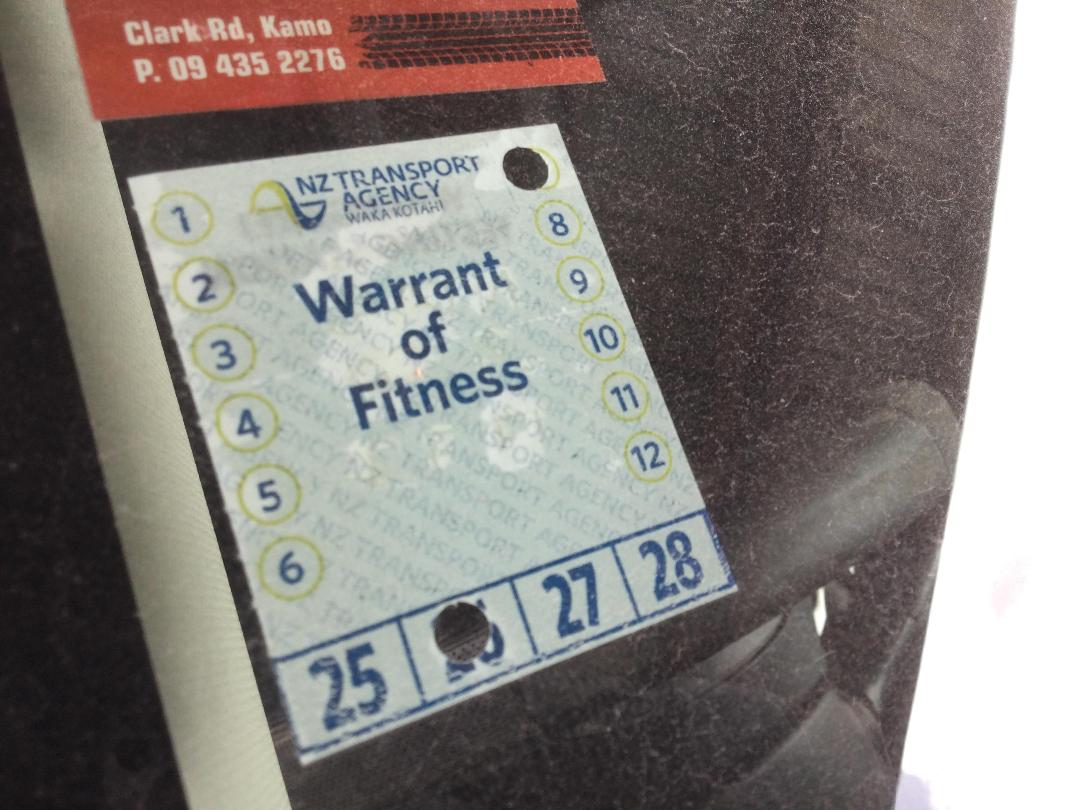 Clark Rd, Kamo
P. 09 435 2276
NZ TRANSPORT
AGENCY
WAKA KOTAHI
Warrant
of
Fitness
1
2
3
4
5
6
8
9
10
11
12
25
27
28